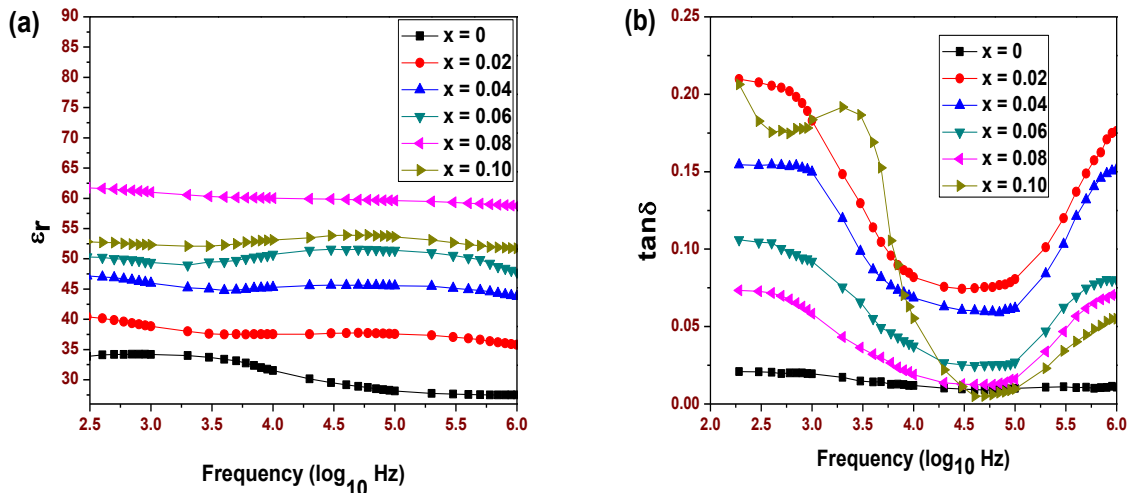 (a)
90
85
80
75
70
65
60
55
50
45
40
35
30
εr
2.5 3.0 3.5 4.0 4.5 5.0 5.5 6.0
Frequency (log10 Hz)
x = 0
x = 0.02
x = 0.04
x = 0.06
x = 0.08
x = 0.10
(b)
0.25
0.20
0.15
0.10
0.05
0.00
tanδ
2.0 2.5 3.0 3.5 4.0 4.5 5.0 5.5 6.0
Frequency (log10 Hz)
x = 0
x = 0.02
x = 0.04
x = 0.06
x = 0.08
x = 0.10